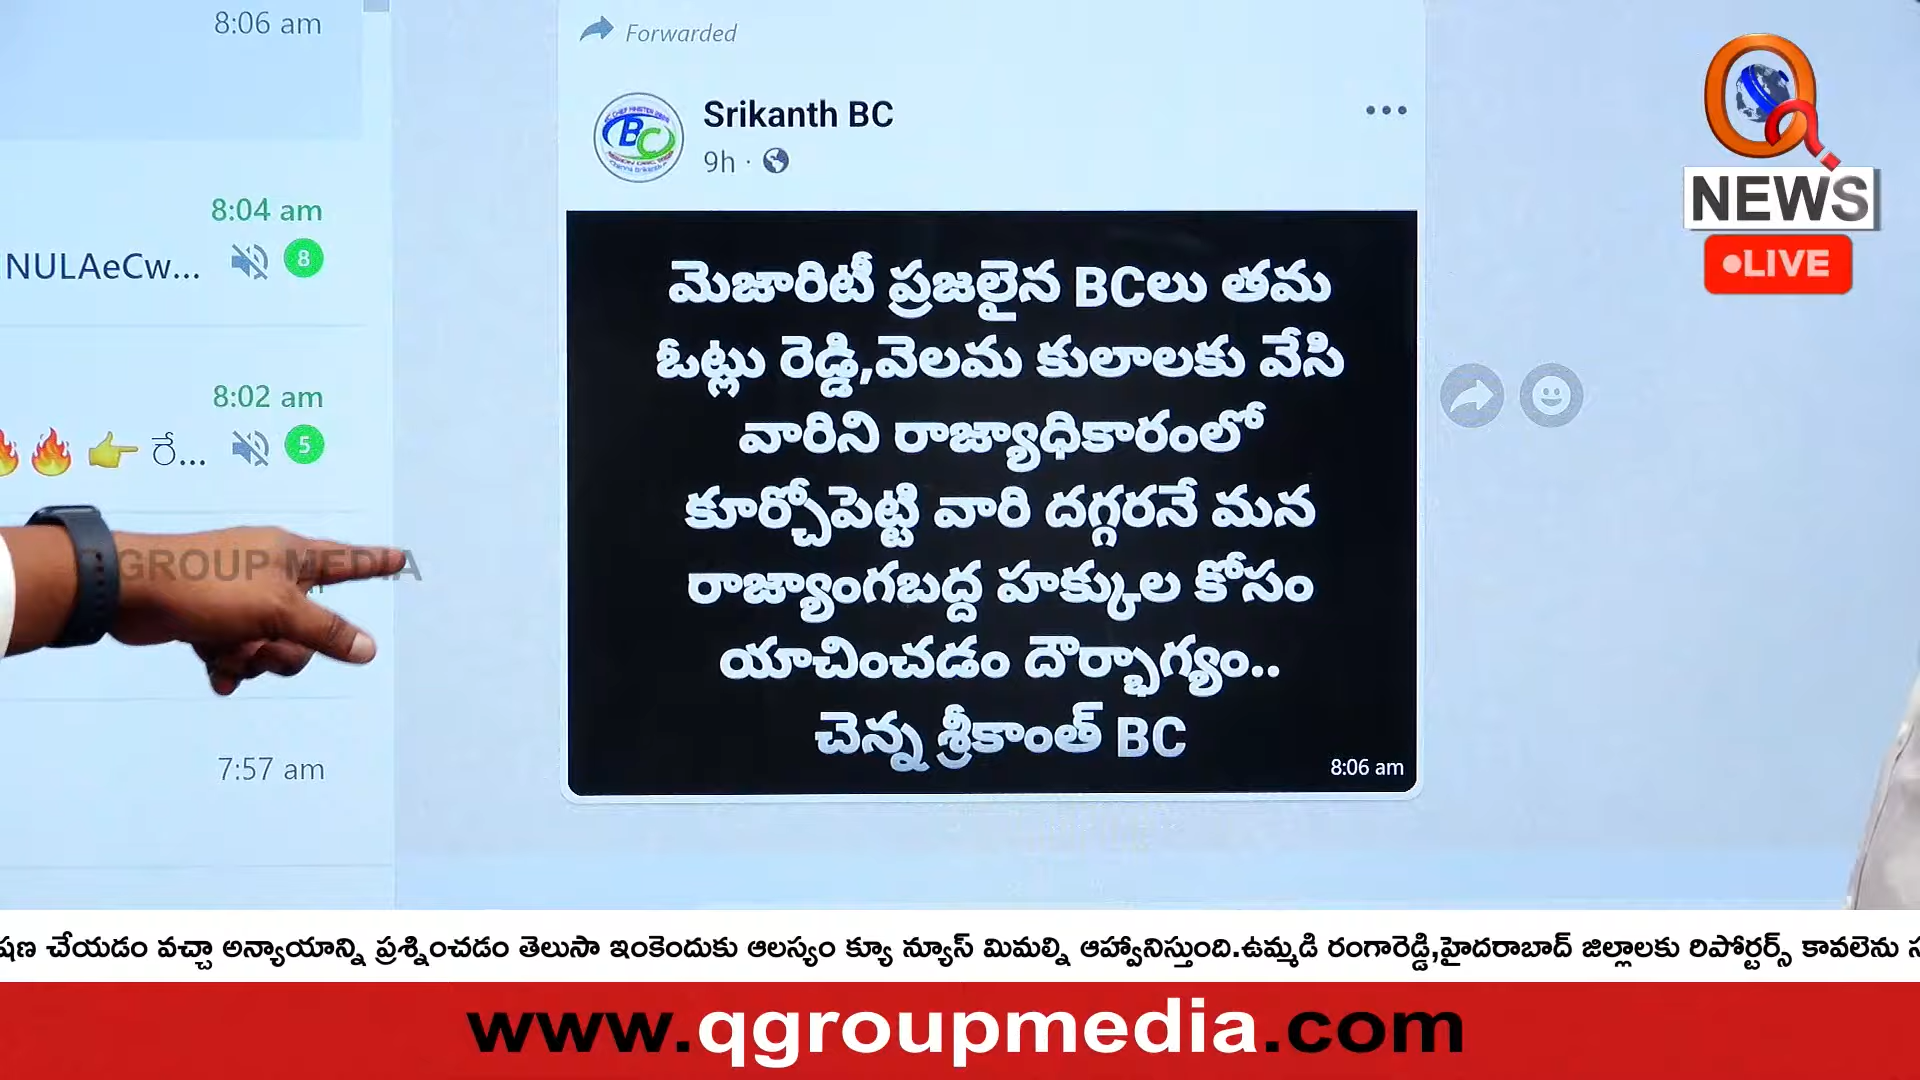 8:06 am
8:04 am
NULAeCw...
8
8:02 am
రే...
5
GROUP MEDIA
7:57 am
Forwarded
Srikanth BC
9h ·
BC
మెజారిటీ ప్రజలైన BCలు తమ
ఓట్లు రెడ్డి,వెలమ కులాలకు వేసి
వారిని రాజ్యాధికారంలో
కూర్చోపెట్టి వారి దగ్గరనే మన
రాజ్యాంగబద్ద హక్కుల కోసం
యాచించడం దౌర్భాగ్యం..
చెన్న శ్రీకాంత్ BC
8:06 am
Q
NEWS
LIVE
చేయడం వచ్చా అన్యాయాన్ని ప్రశ్నించడం తెలుసా ఇంకెందుకు ఆలస్యం క్యూ న్యూస్ మిమల్ని ఆహ్వానిస్తుంది.ఉమ్మడి రంగారెడ్డి,హైదరాబాద్ జిల్లాలకు రిపోర్టర్స్ కావలెను
www.qgroupmedia.com